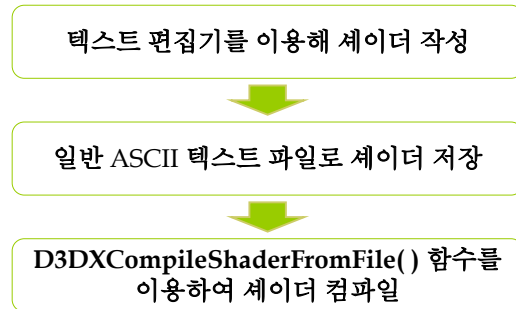 텍스트 편집기를 이용해 셰이더 작성
일반 ASCII 텍스트 파일로 셰이더 저장
D3DXCompileShaderFromFile( ) 함수를
이용하여 셰이더 컴파일